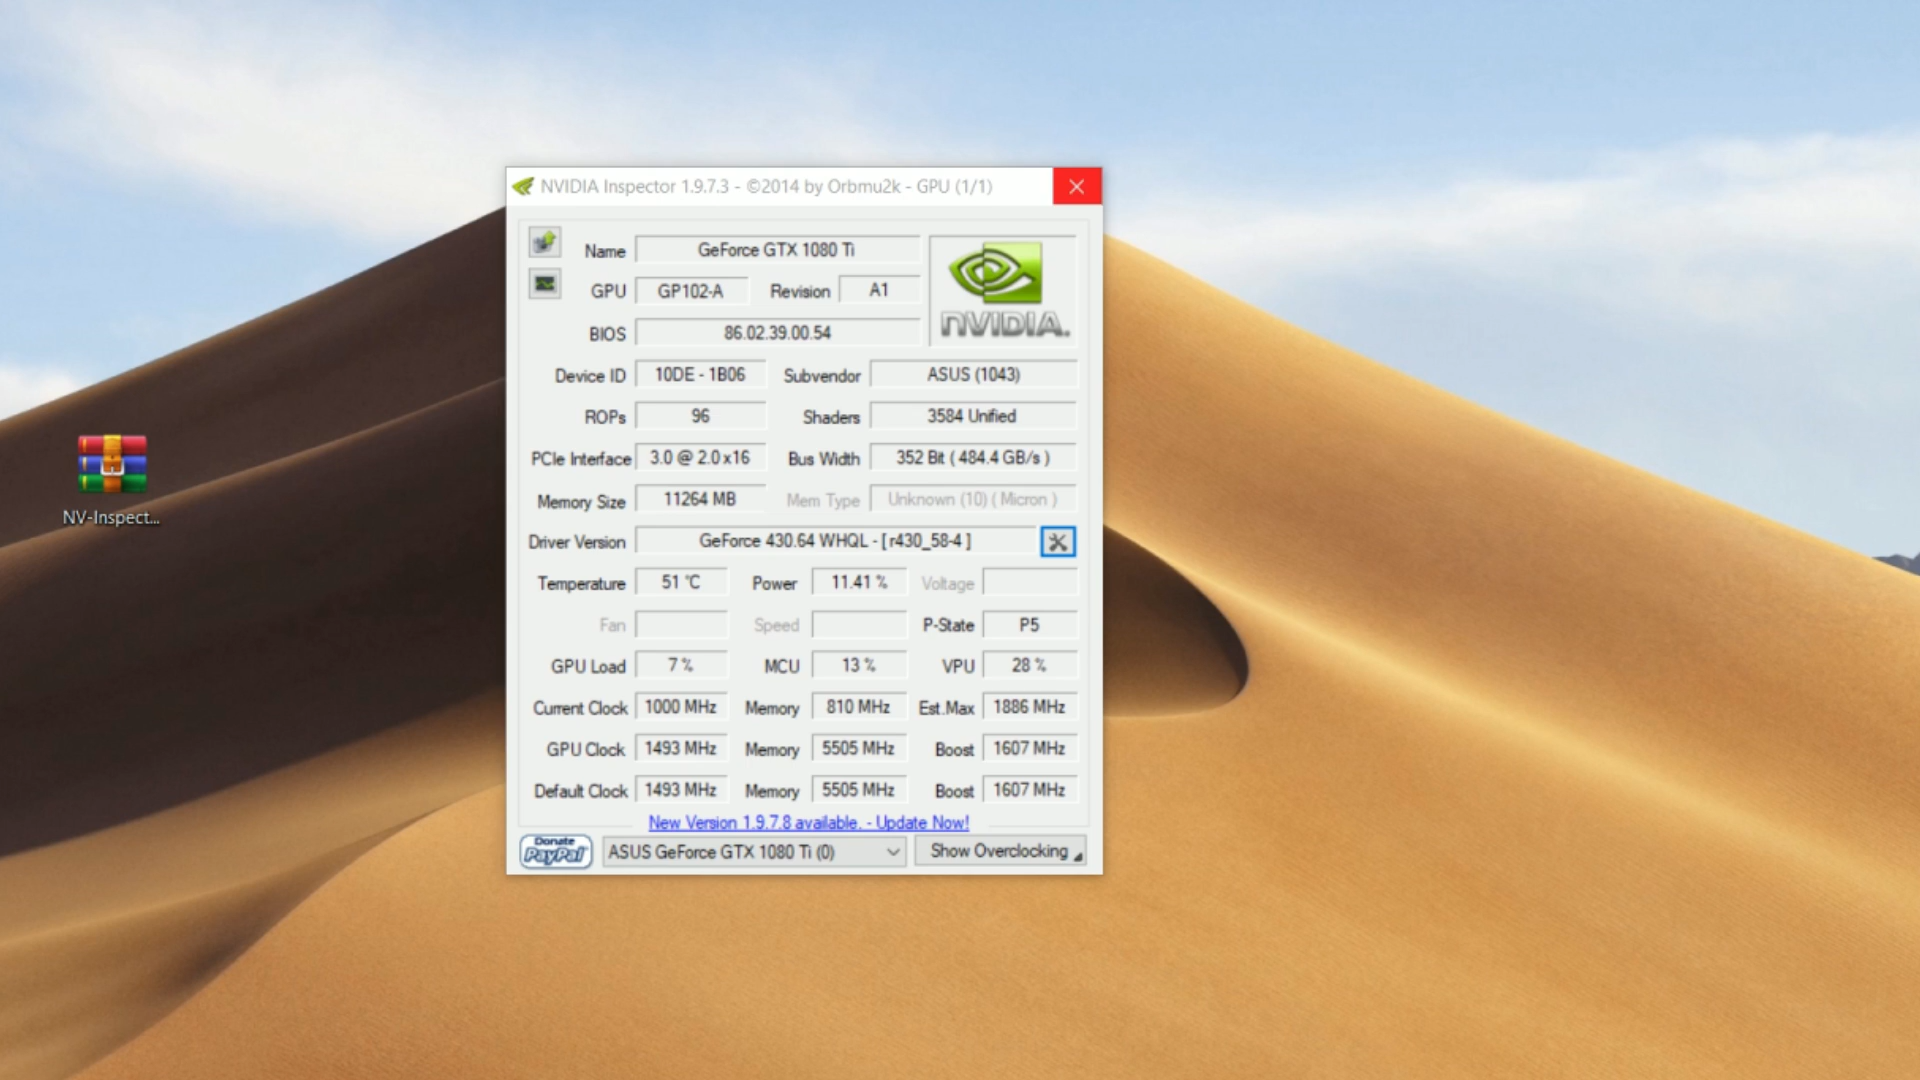 NVIDIA Inspector 1.9.7.3 - ©2014 by Orbmu2k - GPU (1/1)
Name GeForce GTX 1080 Ti
GPU GP102-A Revision A1
BIOS 86.02.39.00.54
NVIDIA.
Device ID 10DE - 1B06 Subvendor ASUS (1043)
ROPs 96 Shaders 3584 Unified
PCIe Interface 3.0 @ 2.0 x16 Bus Width 352 Bit ( 484.4 GB/s )
Memory Size 11264 MB Mem Type Unknown (10) ( Micron )
Driver Version GeForce 430.64 WHQL - [ r430_58-4 ]
Temperature 51 °C Power 11.41 % Voltage
Fan Speed P-State P5
GPU Load 7 % MCU 13 % VPU 28 %
Current Clock 1000 MHz Memory 810 MHz Est.Max 1886 MHz
GPU Clock 1493 MHz Memory 5505 MHz Boost 1607 MHz
Default Clock 1493 MHz Memory 5505 MHz Boost 1607 MHz
New Version 1.9.7.8 available. - Update Now!
Donate
PayPal
ASUS GeForce GTX 1080 Ti (0) Show Overclocking
NV-Inspect...